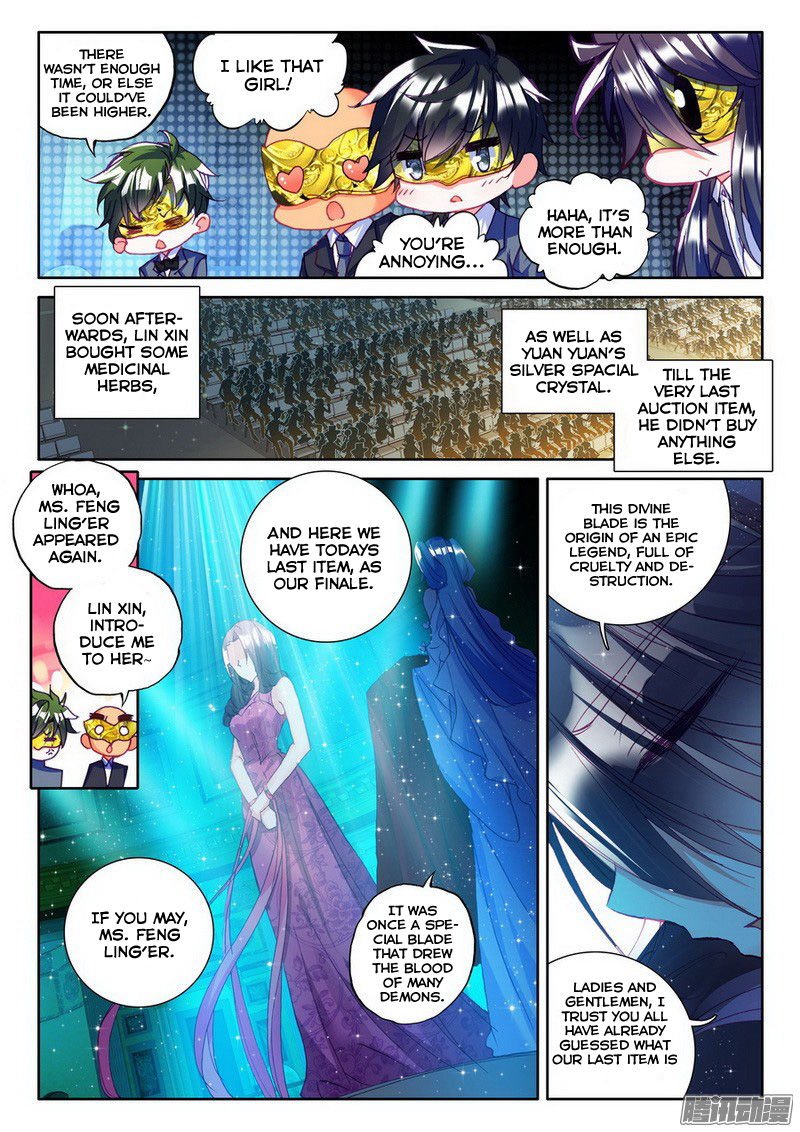 THERE
WASN'T ENOUGH
TIME, OR ELSE
IT COULD'VE
BEEN HIGHER.
I LIKE THAT
GIRL!
YOU'RE
ANNOYING...
HAHA, IT'S
MORE THAN
ENOUGH.
SOON AFTER-
WARDS, LIN XIN
BOUGHT SOME
MEDICINAL
HERBS,
AS WELL AS
YUAN YUAN'S
SILVER SPACIAL
CRYSTAL.
TILL THE
VERY LAST
AUCTION ITEM,
HE DIDN'T BUY
ANYTHING
ELSE.
WHOA,
MS. FENG
LING'ER
APPEARED
AGAIN.
LIN XIN,
INTRO-
DUCE ME
TO HER~
AND HERE WE
HAVE TODAYS
LAST ITEM, AS
OUR FINALE.
IF YOU MAY,
MS. FENG
LING'ER.
IT WAS
ONCE A SPE-
CIAL BLADE
THAT DREW
THE BLOOD
OF MANY
DEMONS.
THIS DIVINE
BLADE IS THE
ORIGIN OF AN EPIC
LEGEND, FULL OF
CRUELTY AND DE-
STRUCTION.
LADIES AND
GENTLEMEN, I
TRUST YOU ALL
HAVE ALREADY
GUESSED WHAT
OUR LAST ITEM IS
腾讯动漫